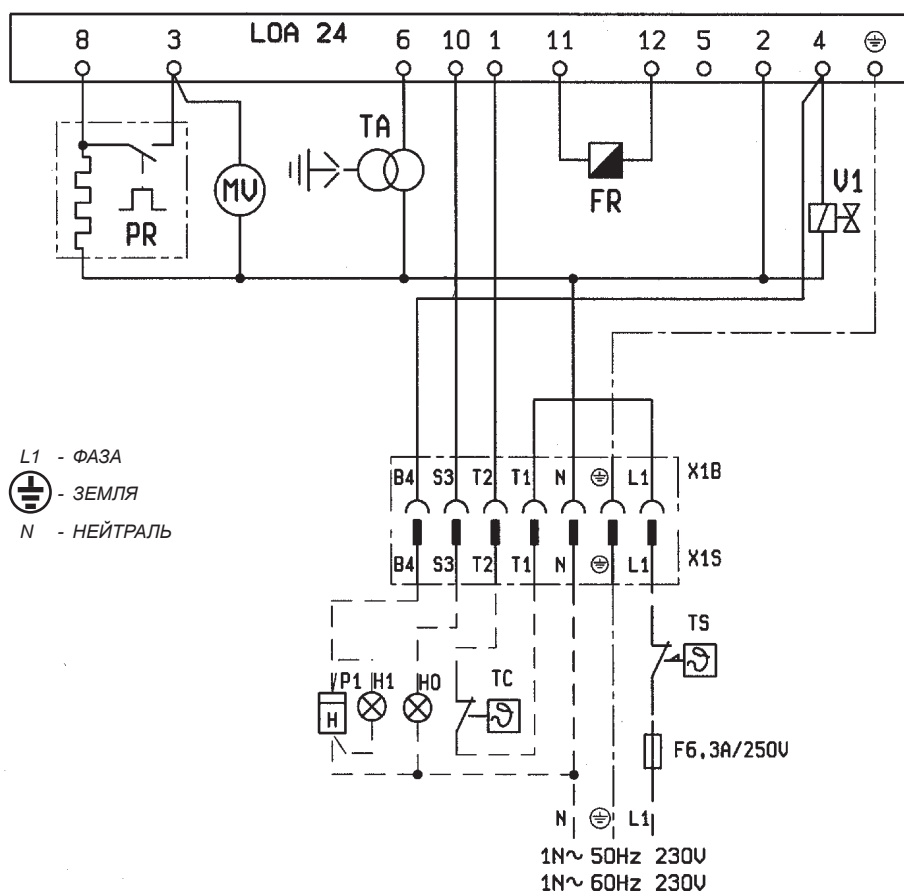 LOA 24
8 3 6 10 1 11 12 5 2 4
TA
MV
PR
FR
V1
L1 - ФАЗА
- ЗЕМЛЯ
N - НЕЙТРАЛЬ
B4 S3 T2 T1 N L1 X1B
B4 S3 T2 T1 N L1 X1S
TS
P1 H1 H0 TC
H
F6,3A/250V
N L1
1N~ 50Hz 230V
1N~ 60Hz 230V